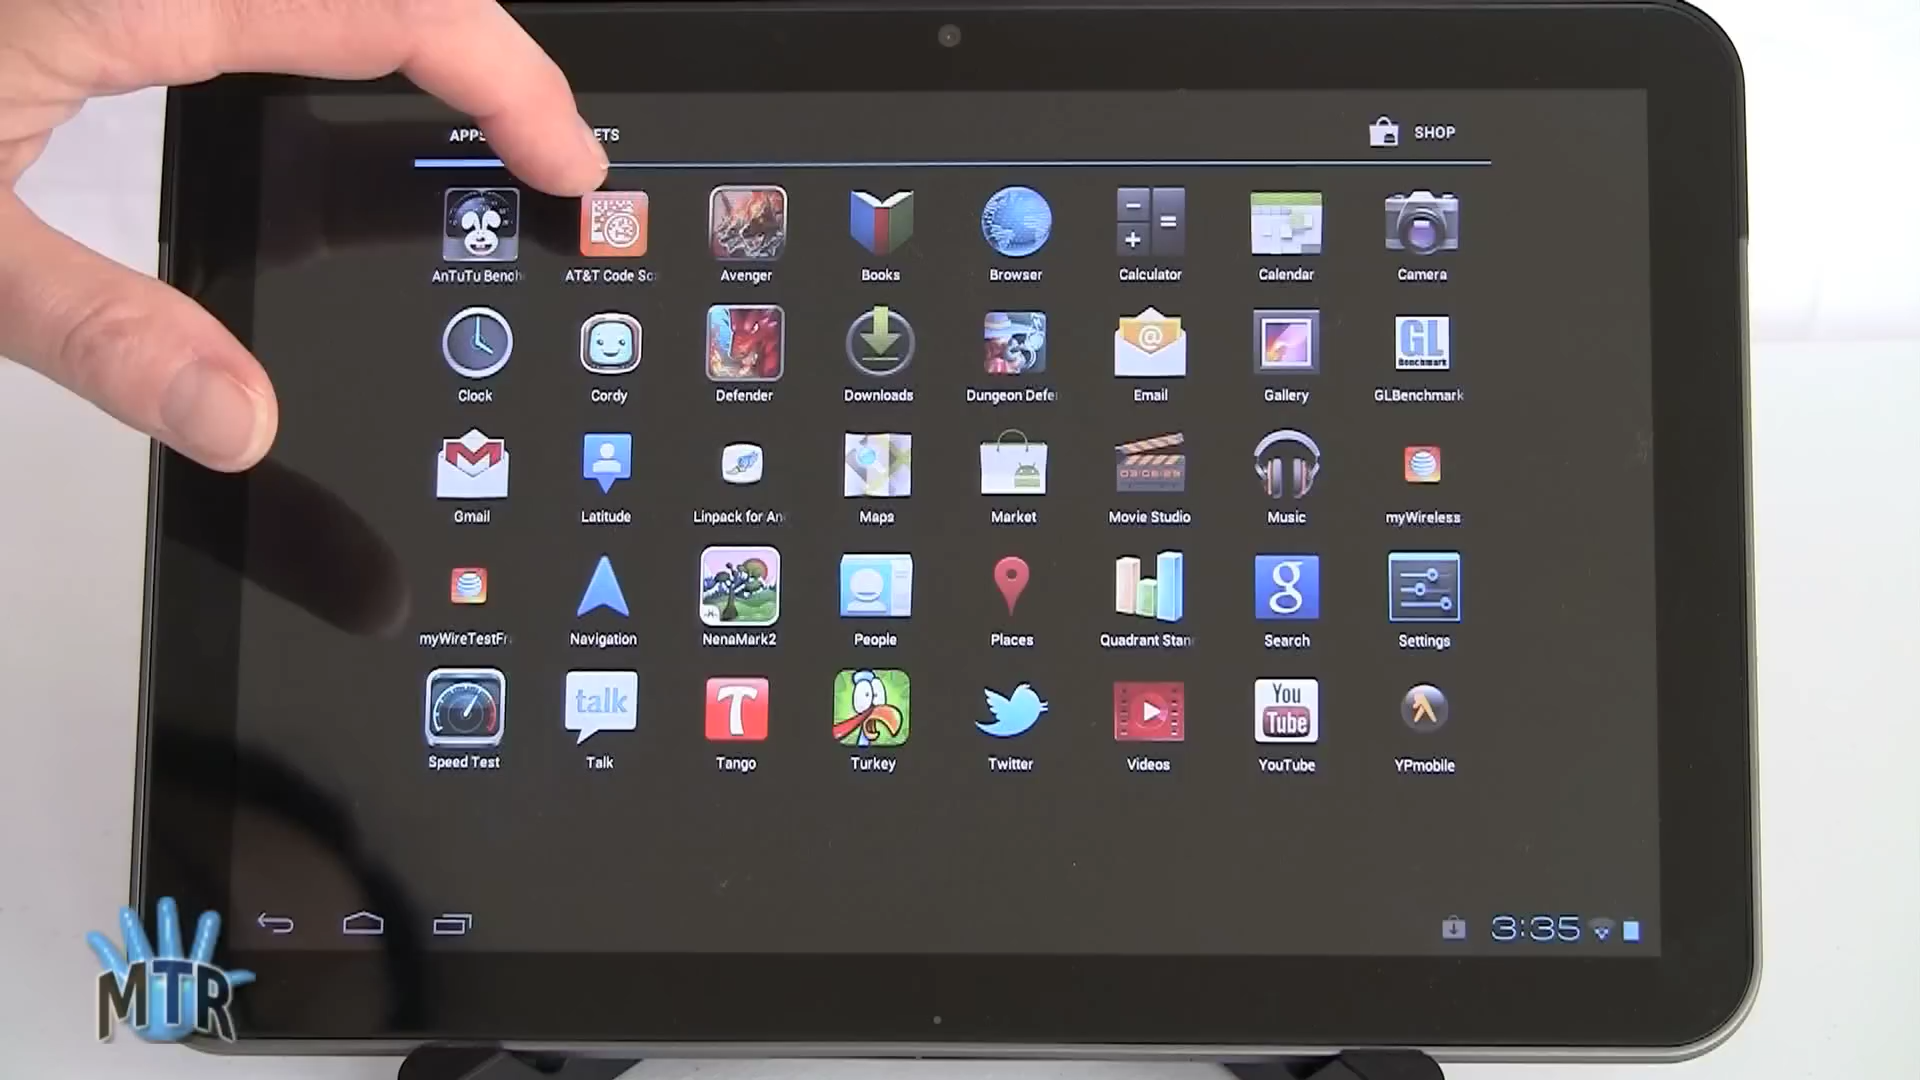 APPS ETS SHOP
AnTuTu Bench AT&T Code Sc Avenger Books Browser Calculator Calendar Camera
@ GL Benchmark
Clock Cordy Defender Downloads Dungeon Defe Email Gallery GLBenchmark
Gmail Latitude Linpack for An Maps Market Movie Studio Music myWireless
g
myWireTestFr NenaMark2 Navigation People Places Quadrant Stan Search Settings
talk T You Tube
Speed Test Talk Tango Turkey Twitter Videos YouTube YPmobile
3:35
MTR